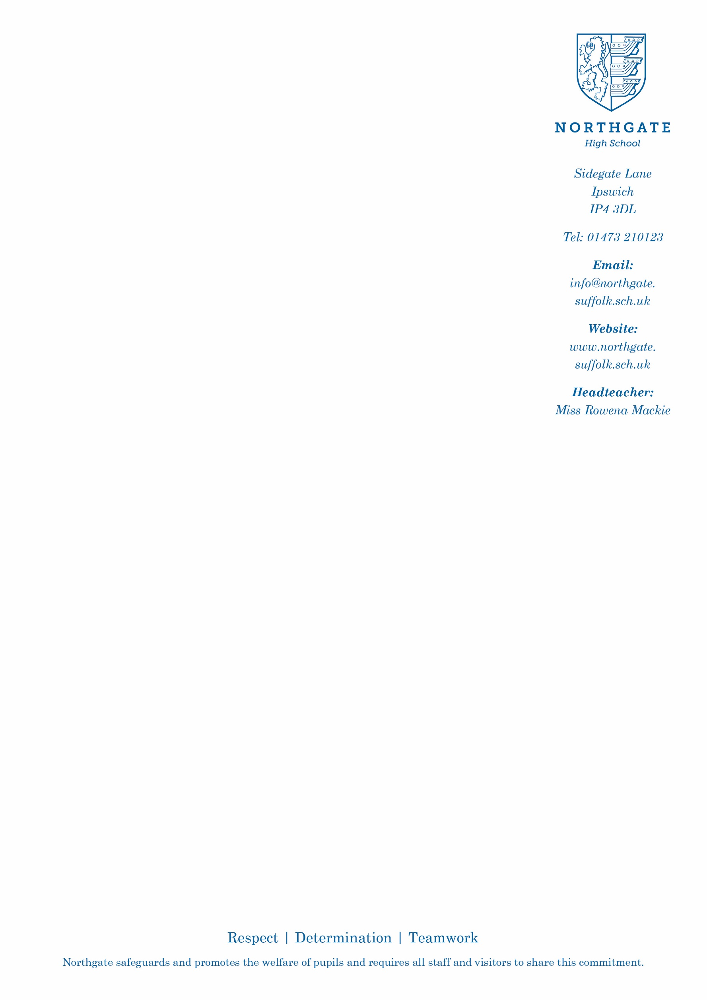 NORTHGATE
High School
Sidegate Lane
Ipswich
IP4 3DL
Tel: 01473 210123
Email:
info@northgate.
suffolk.sch.uk
Website:
www.northgate.
suffolk.sch.uk
Headteacher:
Miss Rowena Mackie
Respect | Determination | Teamwork
Northgate safeguards and promotes the welfare of pupils and requires all staff and visitors to share this commitment.